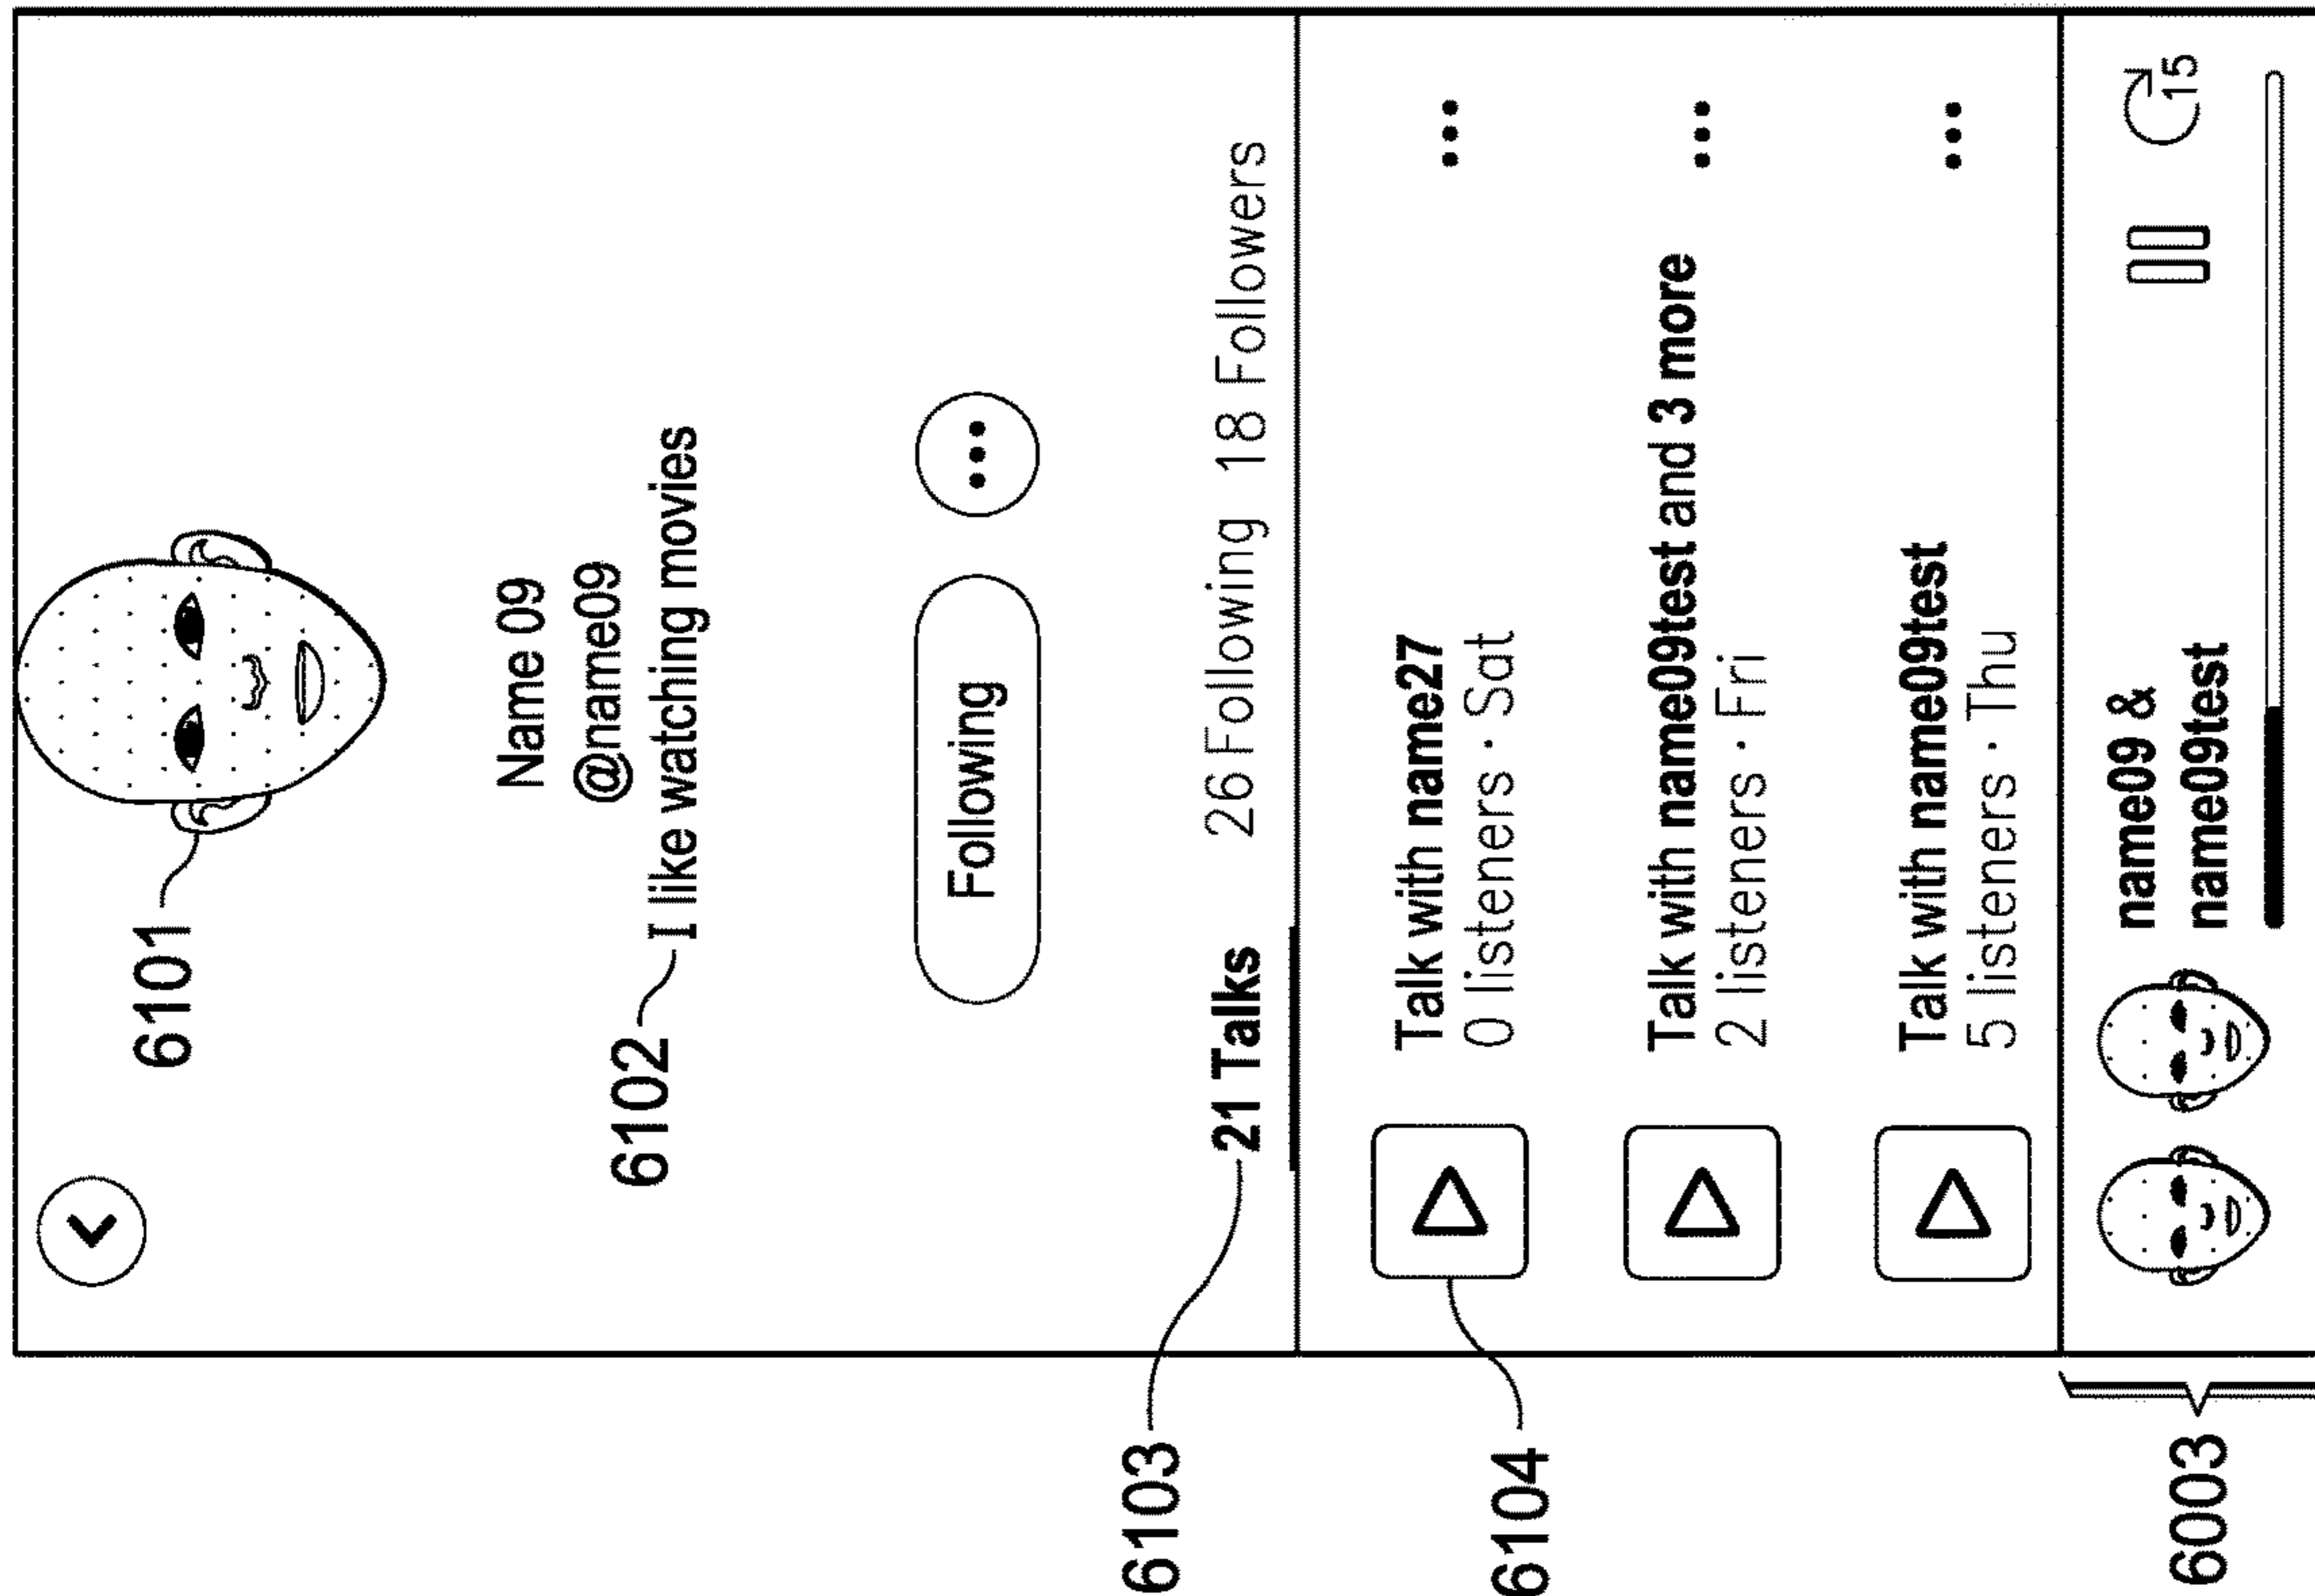 6101
Name 09
@name09
6102
I like watching movies
Following
6103
21 Talks 26 Following 18 Followers
6104
Talk with name27
0 listeners · Sat
Talk with name09test and 3 more
2 listeners · Fri
Talk with name09test
5 listeners · Thu
6003
name09 &
name09test
15